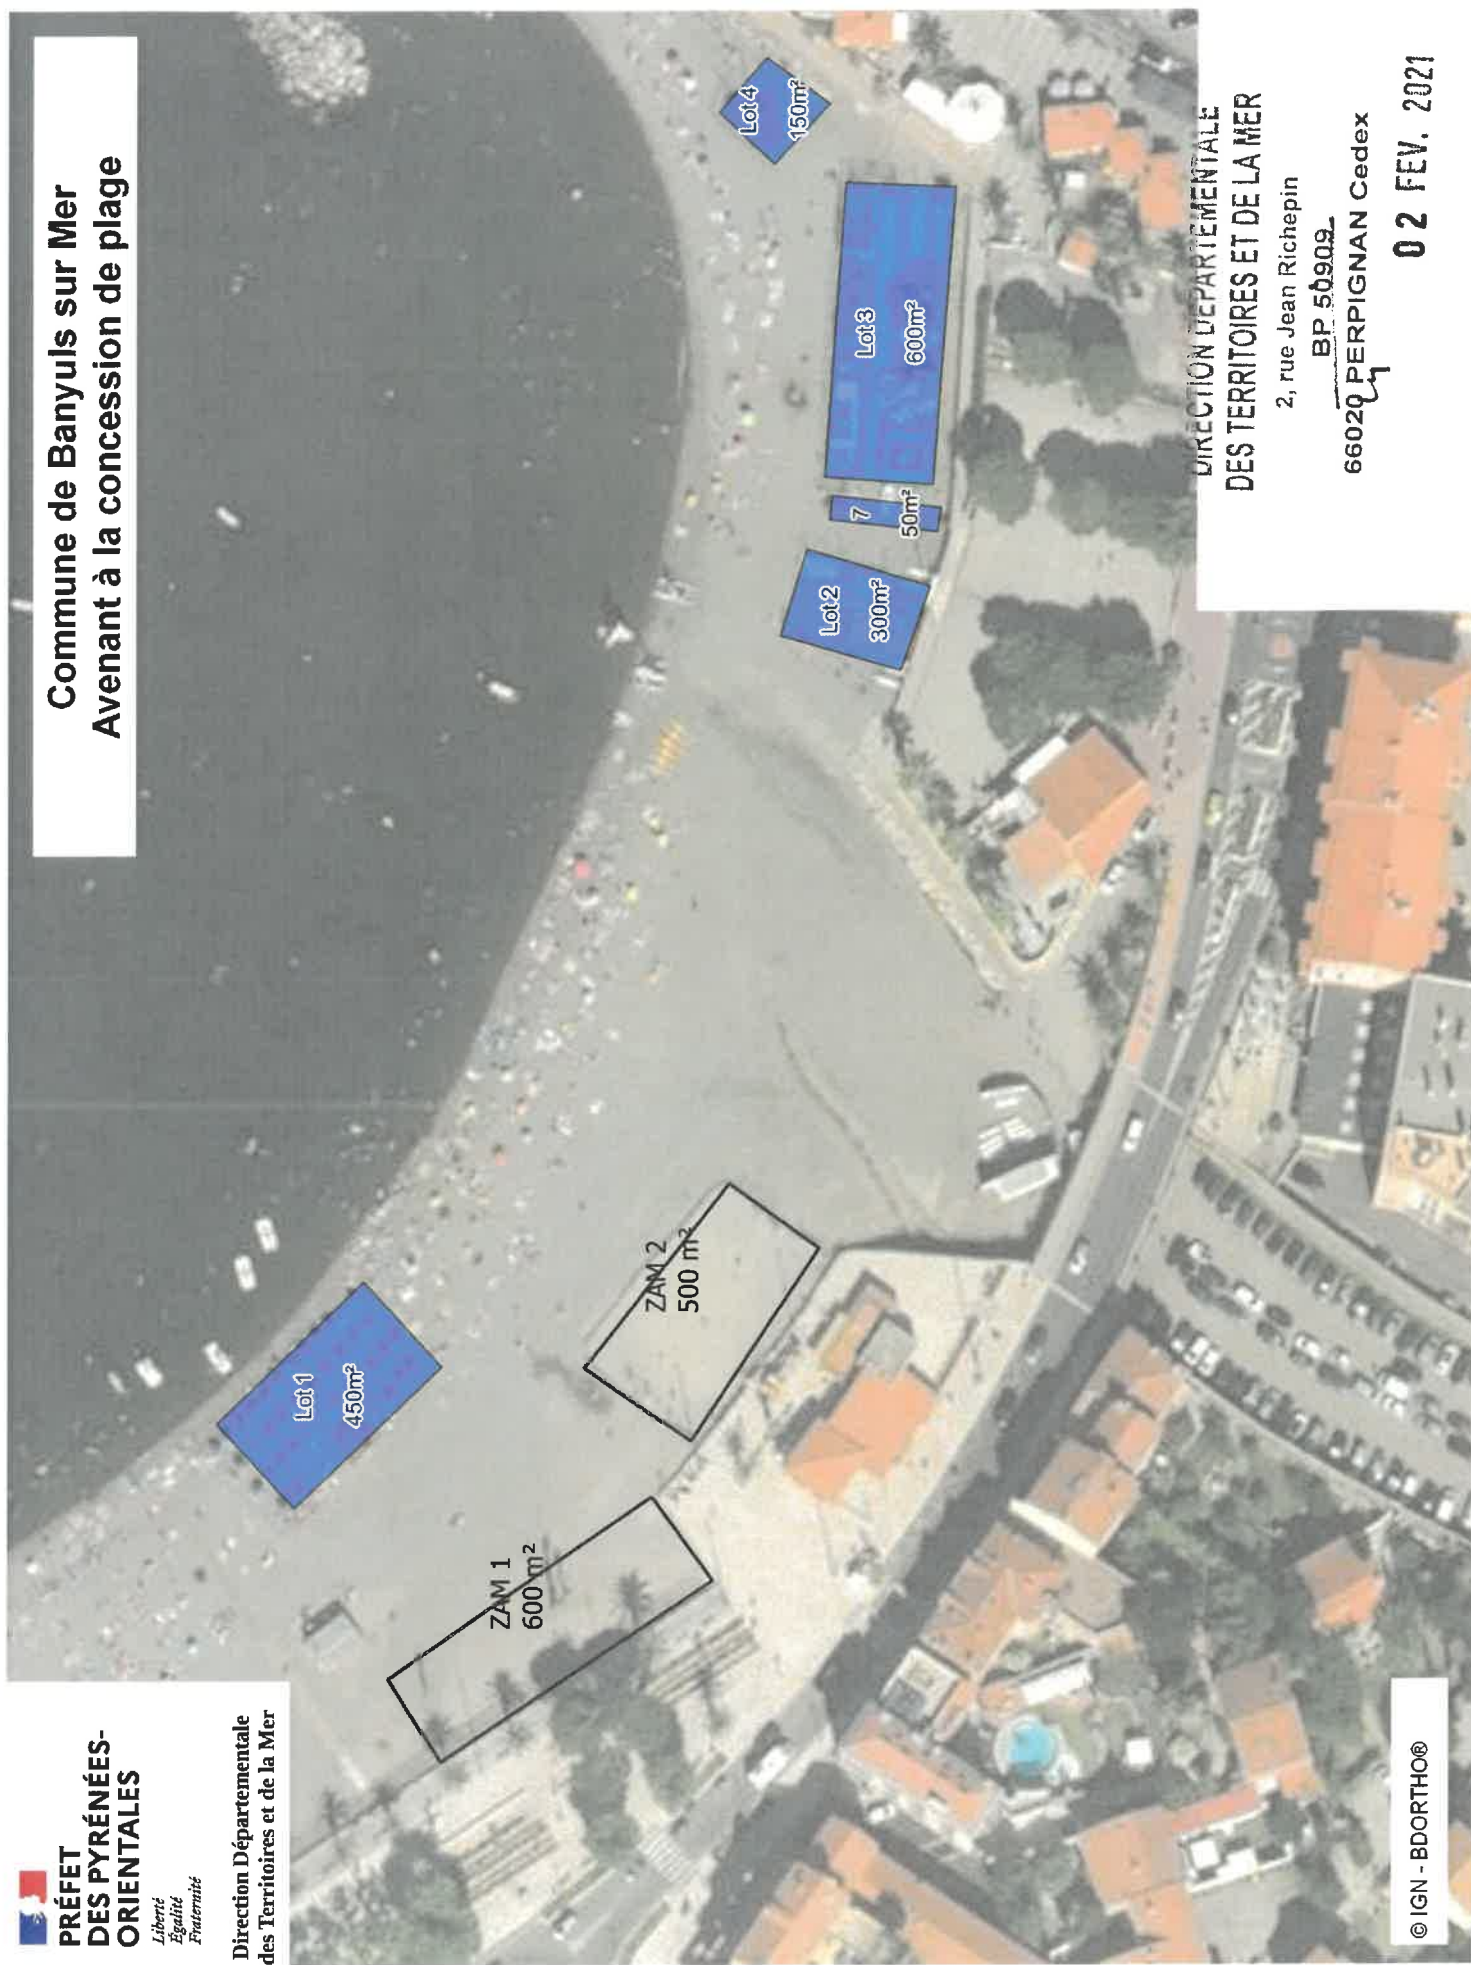 PRÉFET
DES PYRÉNÉES-
ORIENTALES
Liberté
Égalité
Fraternité
Direction Départementale
des Territoires et de la Mer
Commune de Banyuls sur Mer
Avenant à la concession de plage
Lot 1
450m²
ZAM 1
600 m²
ZAM 2
500 m²
Lot 2
300m²
7
50m²
Lot 3
600m²
Lot 4
150m²
DIRECTION DEPARTEMENTALE
DES TERRITOIRES ET DE LA MER
2, rue Jean Richepin
BP 50909
66020 PERPIGNAN Cedex
02 FEV. 2021
© IGN - BDORTHO®